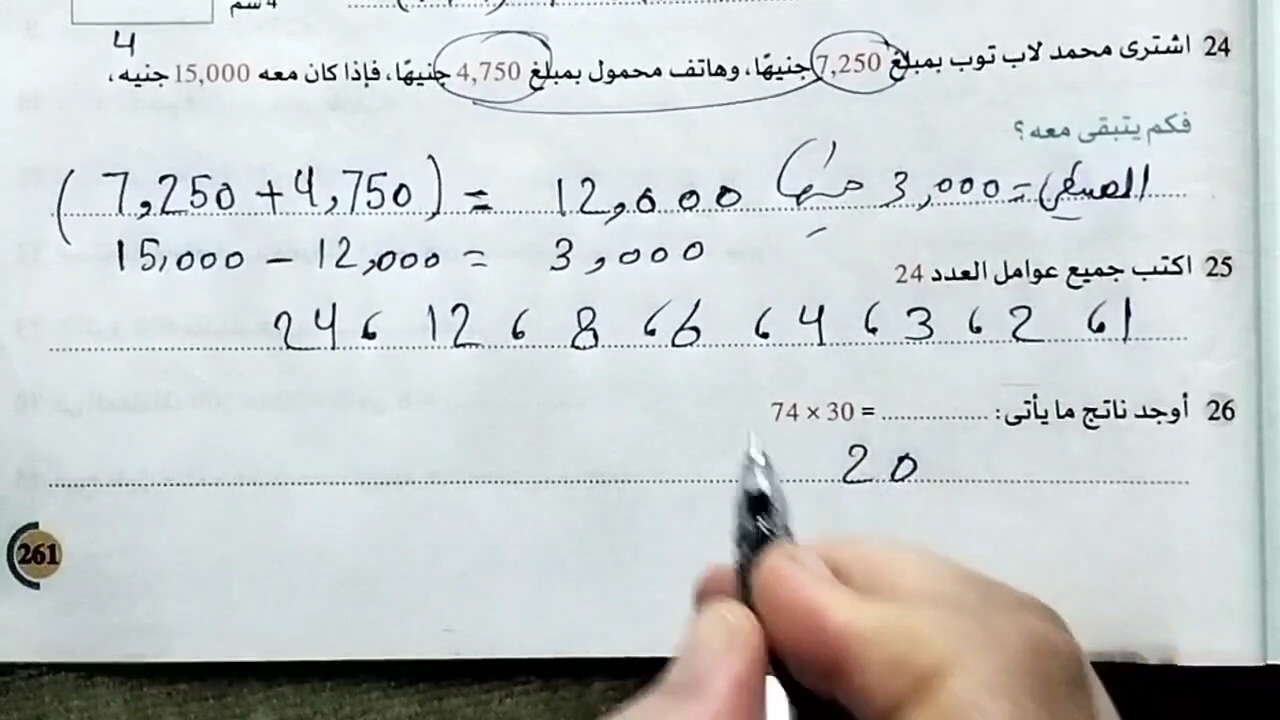 4 سم
4
24 اشترى محمد لاب توب بمبلغ 7,250 جنيهًا، وهاتف محمول بمبلغ 4,750 جنيهًا، فإذا كان معه 15,000 جنيه،
فكم يتبقى معه؟
(7,250 + 4,750) = 12,000
= 3,000
15,000 - 12,000 = 3,000
25 اكتب جميع عوامل العدد 24
1، 2، 3، 4، 6، 8، 12، 24
26 أوجد ناتج ما يأتى: ................ = 74 × 30
20
261